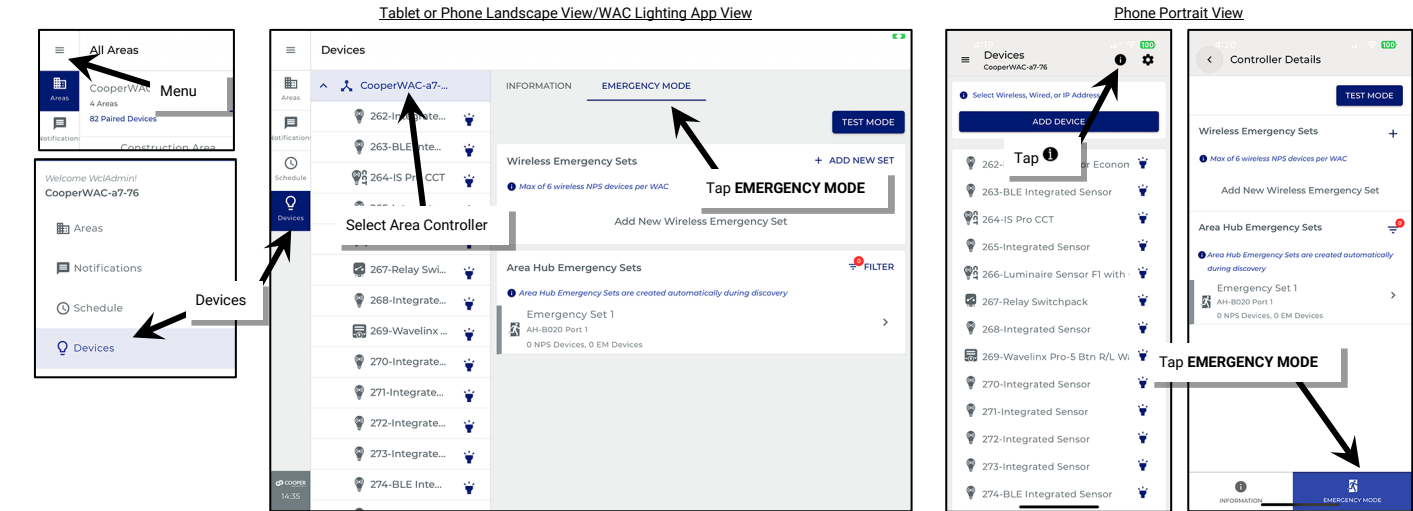 Tablet or Phone Landscape View/WAC Lighting App View
Phone Portrait View
All Areas
Areas
4 Areas
82 Paired Devices
Menu
Construction Area
Welcome WclAdmin!
CooperWAC-a7-76
Areas
Notifications
Schedule
Devices
Devices
Devices
Areas
Schedule
Devices
COOPER
14:35
CooperWAC-a7-...
263-BLE
264-IS Pro CCT
Select Area Controller
267-Relay Swi...
268-Integrate...
269-Wavelinx ...
270-Integrate...
271-Integrate...
272-Integrate...
273-Integrate...
274-BLE Inte...
INFORMATION
EMERGENCY MODE
TEST MODE
Wireless Emergency Sets
+ ADD NEW SET
Max of 6 wireless NPS devices per WAC
Tap EMERGENCY MODE
Add New Wireless Emergency Set
Area Hub Emergency Sets
FILTER
Area Hub Emergency Sets are created automatically during discovery
Emergency Set 1
AH-B020 Port 1
0 NPS Devices, 0 EM Devices
100
Devices
CooperWAC-a7-76
Select Wireless, Wired, or IP Address
ADD DEVICE
Tap
Econom
263-BLE Integrated Sensor
264-IS Pro CCT
265-Integrated Sensor
266-Luminaire Sensor F1 with
267-Relay Switchpack
268-Integrated Sensor
269-Wavelinx Pro-5 Btn R/L
270-Integrated Sensor
271-Integrated Sensor
272-Integrated Sensor
273-Integrated Sensor
274-BLE Integrated Sensor
4:20
100
Controller Details
TEST MODE
Wireless Emergency Sets
+
Max of 6 wireless NPS devices per WAC
Add New Wireless Emergency Set
Area Hub Emergency Sets
Area Hub Emergency Sets are created automatically
during discovery
Emergency Set 1
AH-B020 Port 1
0 NPS Devices, 0 EM Devices
Tap EMERGENCY MODE
INFORMATION
EMERGENCY MODE